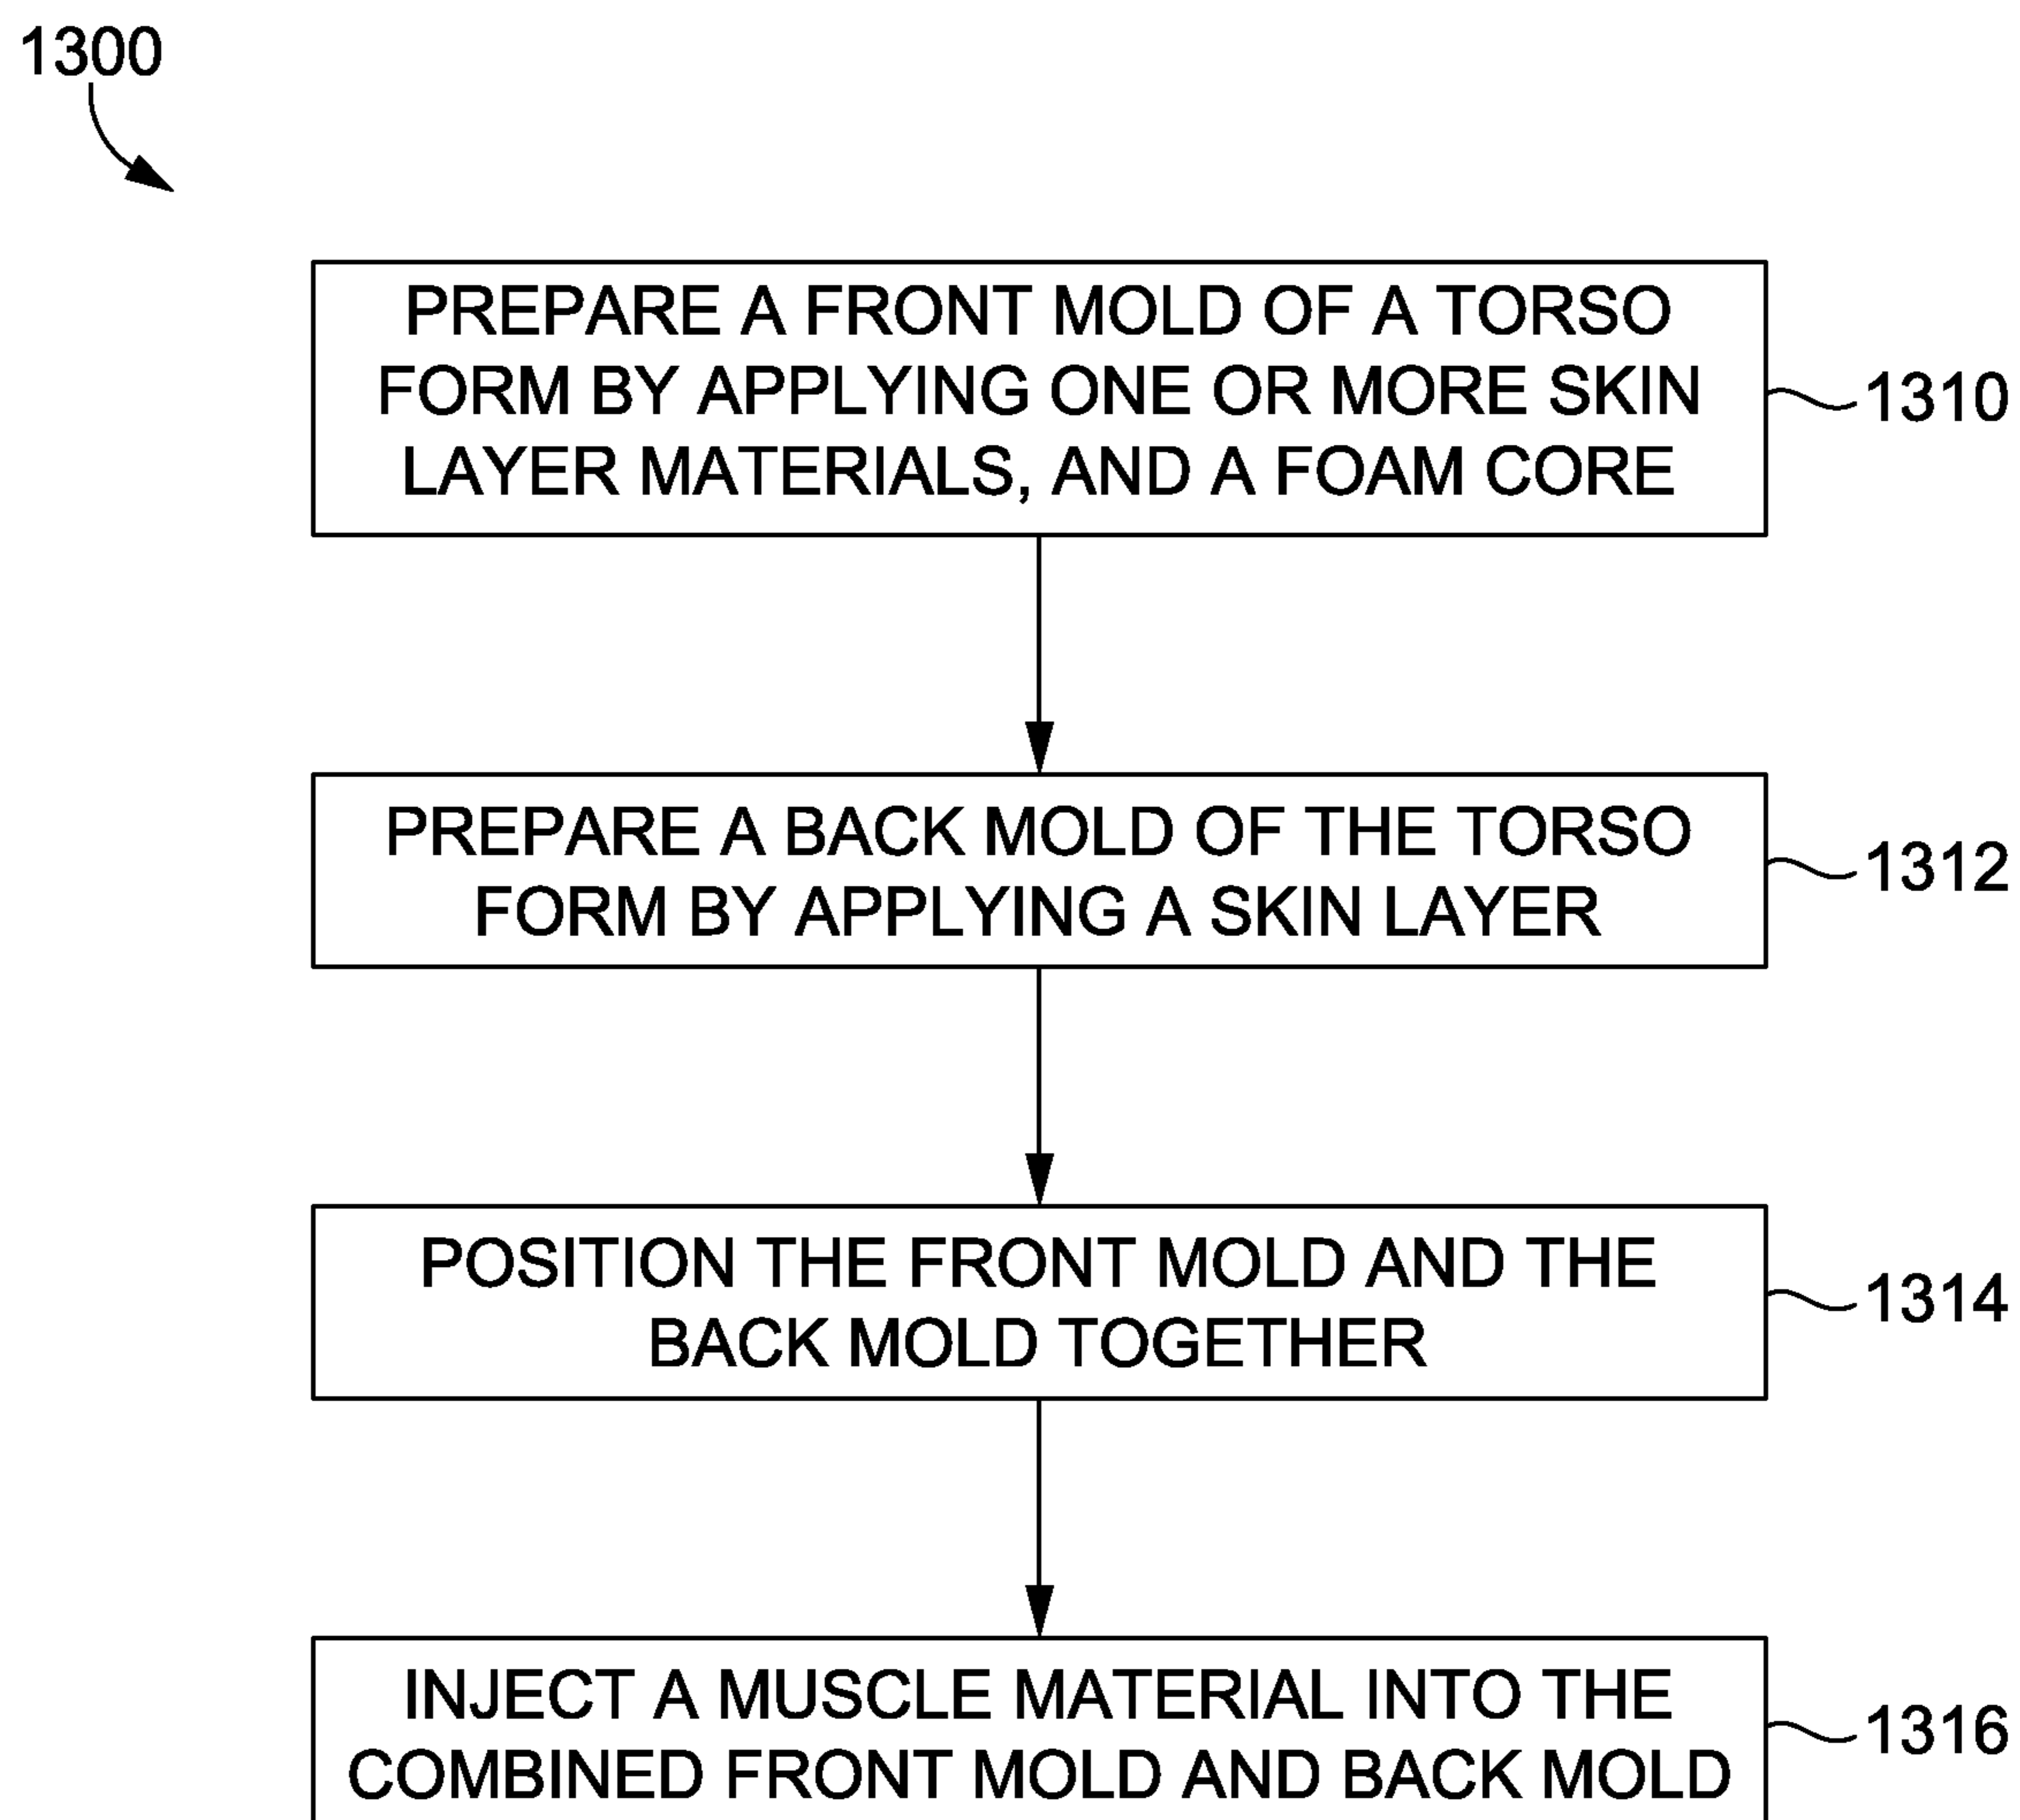 1300
PREPARE A FRONT MOLD OF A TORSO
FORM BY APPLYING ONE OR MORE SKIN
LAYER MATERIALS, AND A FOAM CORE
1310
PREPARE A BACK MOLD OF THE TORSO
FORM BY APPLYING A SKIN LAYER
1312
POSITION THE FRONT MOLD AND THE
BACK MOLD TOGETHER
1314
INJECT A MUSCLE MATERIAL INTO THE
COMBINED FRONT MOLD AND BACK MOLD
1316